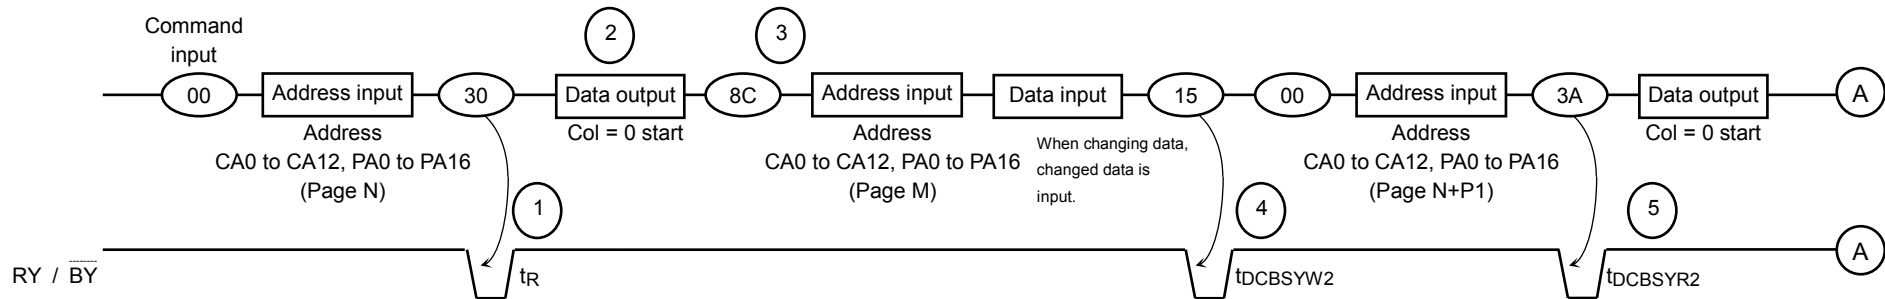 Command
input
2
3
00
Address input
30
Data output
8C
Address input
Data input
15
00
Address input
3A
Data output
A
Address
CA0 to CA12, PA0 to PA16
(Page N)
Col = 0 start
Address
CA0 to CA12, PA0 to PA16
(Page M)
When changing data,
changed data is
input.
Address
CA0 to CA12, PA0 to PA16
(Page N+P1)
Col = 0 start
1
4
5
RY / BY
tR
tDCBSYW2
tDCBSYR2
A